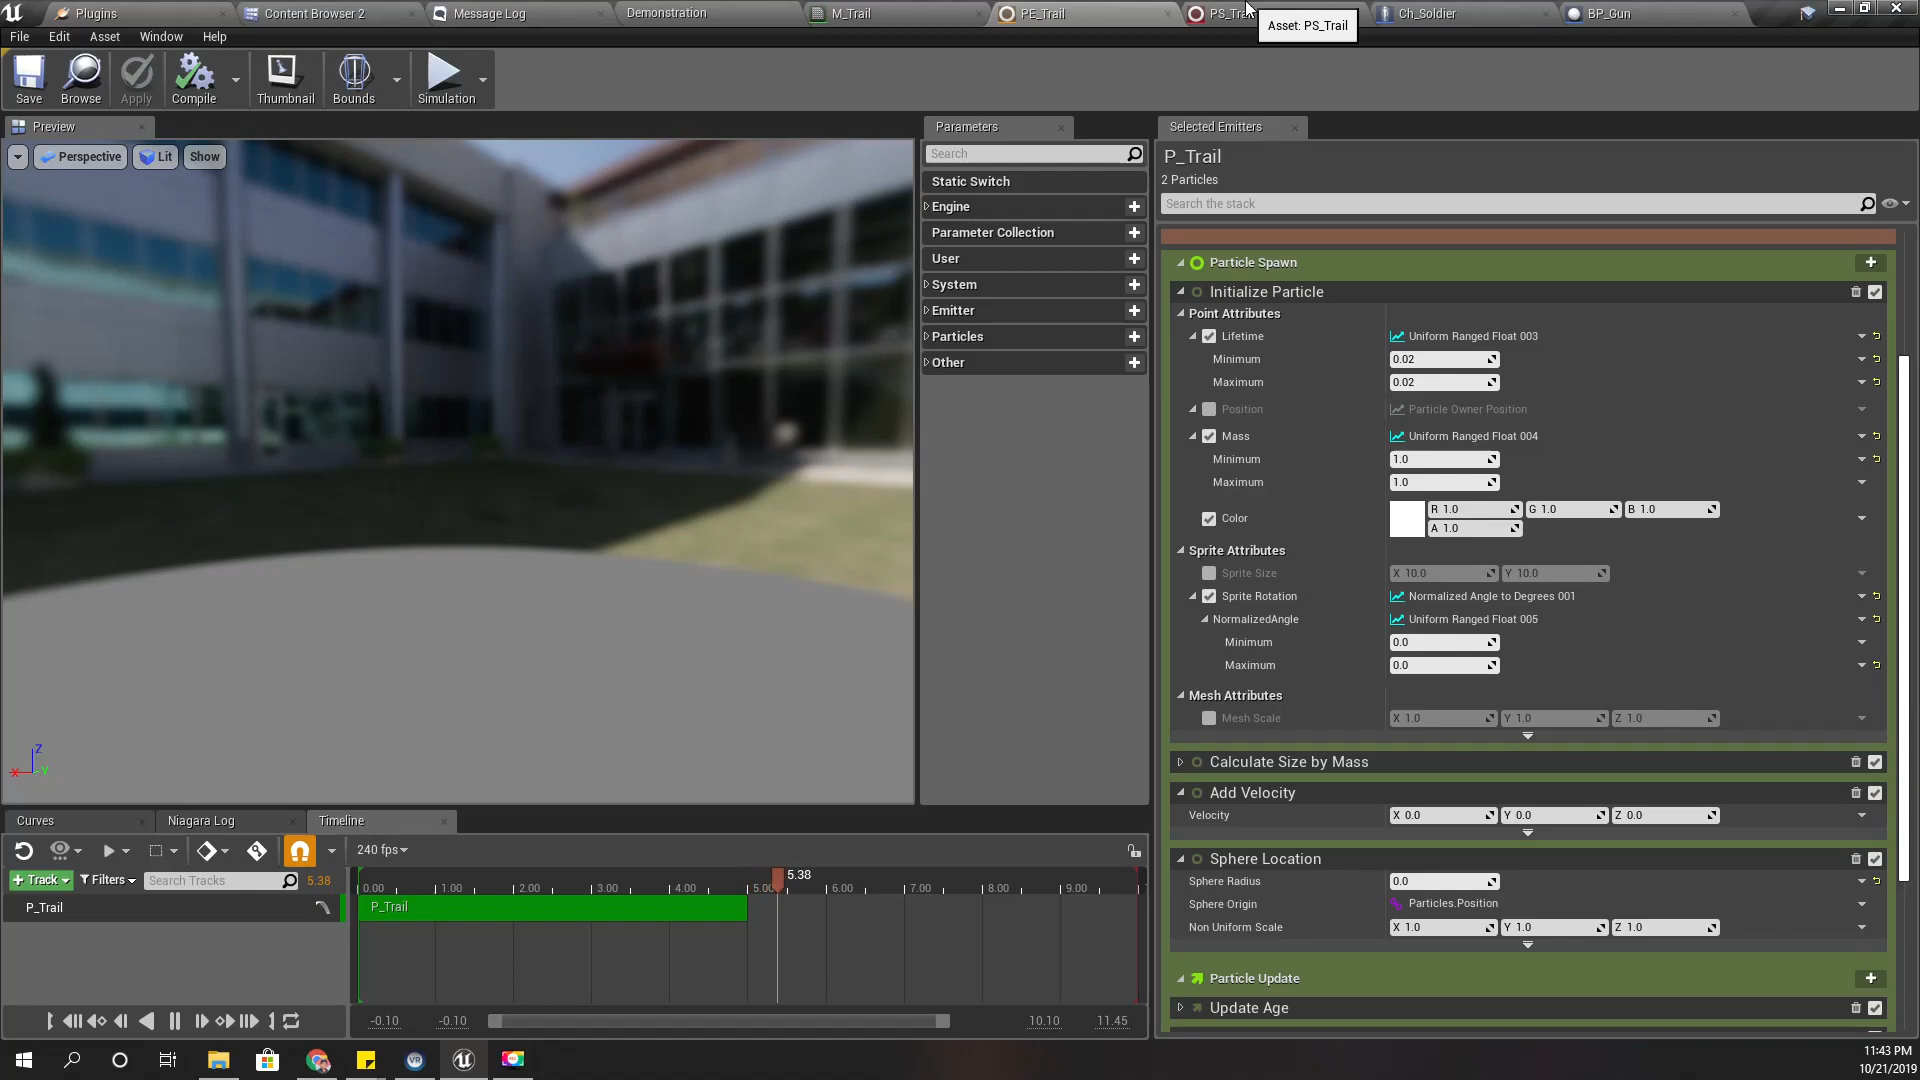 Plugins
Content Browser 2
Message Log
Demonstration
M_Trail
PE_Trail
Ch_Soldier
BP_Gun
Asset: PS_Trail
File Edit Asset Window Help
Save
Browse
Apply
Compile
Thumbnail
Bounds
Simulation
Preview
Perspective
Lit
Show
Parameters
Search
Static Switch
Engine
Parameter Collection
User
System
Emitter
Particles
Other
Selected Emitters
P_Trail
2 Particles
Search the stack
Particle Spawn
Initialize Particle
Point Attributes
Lifetime Uniform Ranged Float 003
Minimum 0.02
Maximum 0.02
Position Particle Owner Position
Mass Uniform Ranged Float 004
Minimum 1.0
Maximum 1.0
Color R 1.0 G 1.0 B 1.0
A 1.0
Sprite Attributes
Sprite Size X 10.0 Y 10.0
Sprite Rotation Normalized Angle to Degrees 001
NormalizedAngle Uniform Ranged Float 005
Minimum 0.0
Maximum 0.0
Mesh Attributes
Mesh Scale X 1.0 Y 1.0 Z 1.0
Calculate Size by Mass
Add Velocity
Velocity X 0.0 Y 0.0 Z 0.0
Sphere Location
Sphere Radius 0.0
Sphere Origin Particles.Position
Non Uniform Scale X 1.0 Y 1.0 Z 1.0
Particle Update
Update Age
Z
X
Y
Curves
Niagara Log
Timeline
240 fps
Track Filters Search Tracks 5.38
P_Trail
5.38
0.00 1.00 2.00 3.00 4.00 5.00 6.00 7.00 8.00 9.00
P_Trail
-0.10 -0.10 10.10 11.45
11:43 PM
10/21/2019